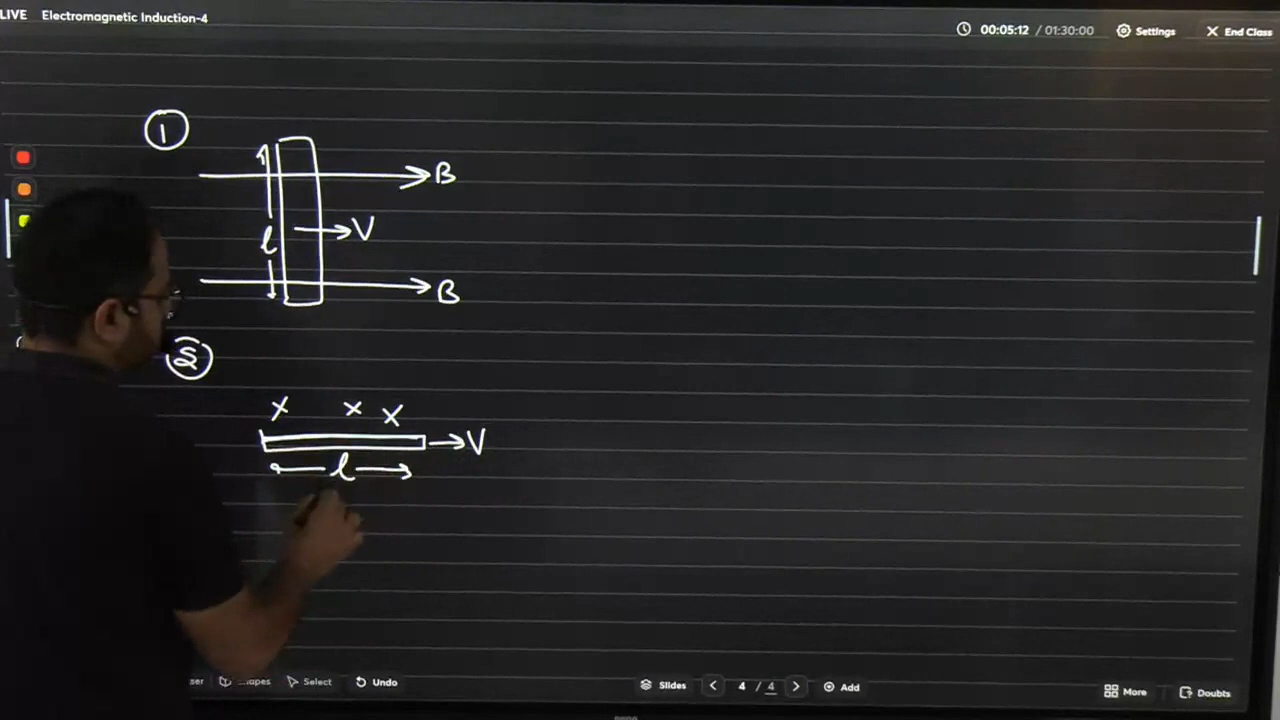 LIVE Electromagnetic Induction-4
00:05:12 / 01:30:00 Settings End Class
1
B
l V
B
2
x x x
V
l
Select Undo Slides 4 / 4 Add More Doubts